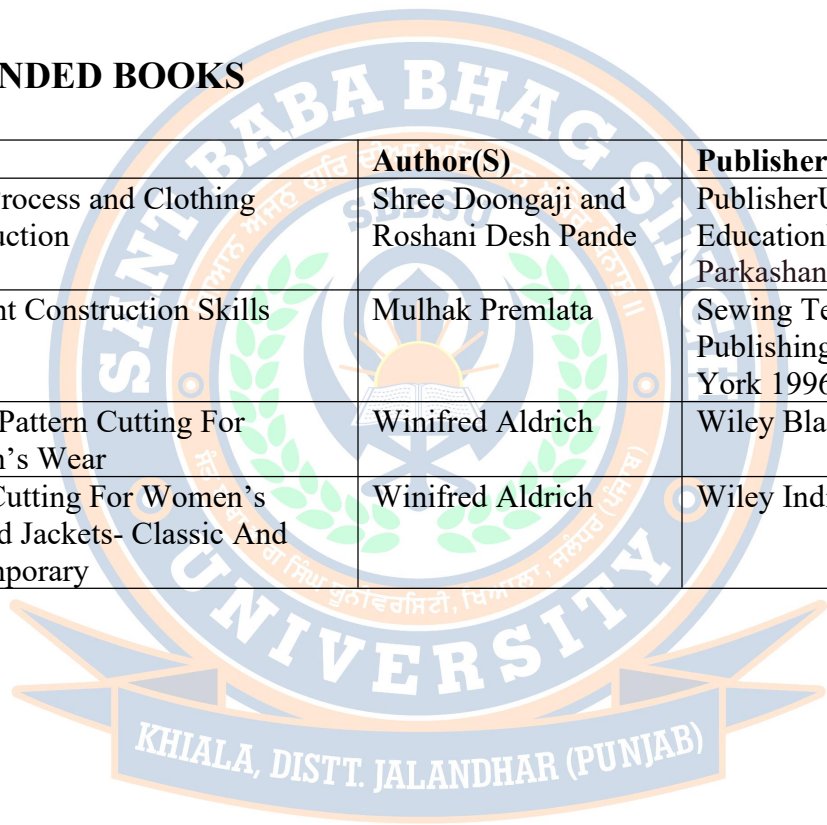 NDED BOOKS
Author(S) Publisher
rocess and Clothing Shree Doongaji and PublisherU
uction Roshani Desh Pande Education
Parkashan
nt Construction Skills Mulhak Premlata Sewing Te
Publishing
York 1996
Pattern Cutting For Winifred Aldrich Wiley Bla
n's Wear
Cutting For Women's Winifred Aldrich Wiley Indi
d Jackets- Classic And
mporary
SANT BABA BHAG SINGH
SBBSU
UNIVERSITY
KHIALA, DISTT. JALANDHAR (PUNJAB)